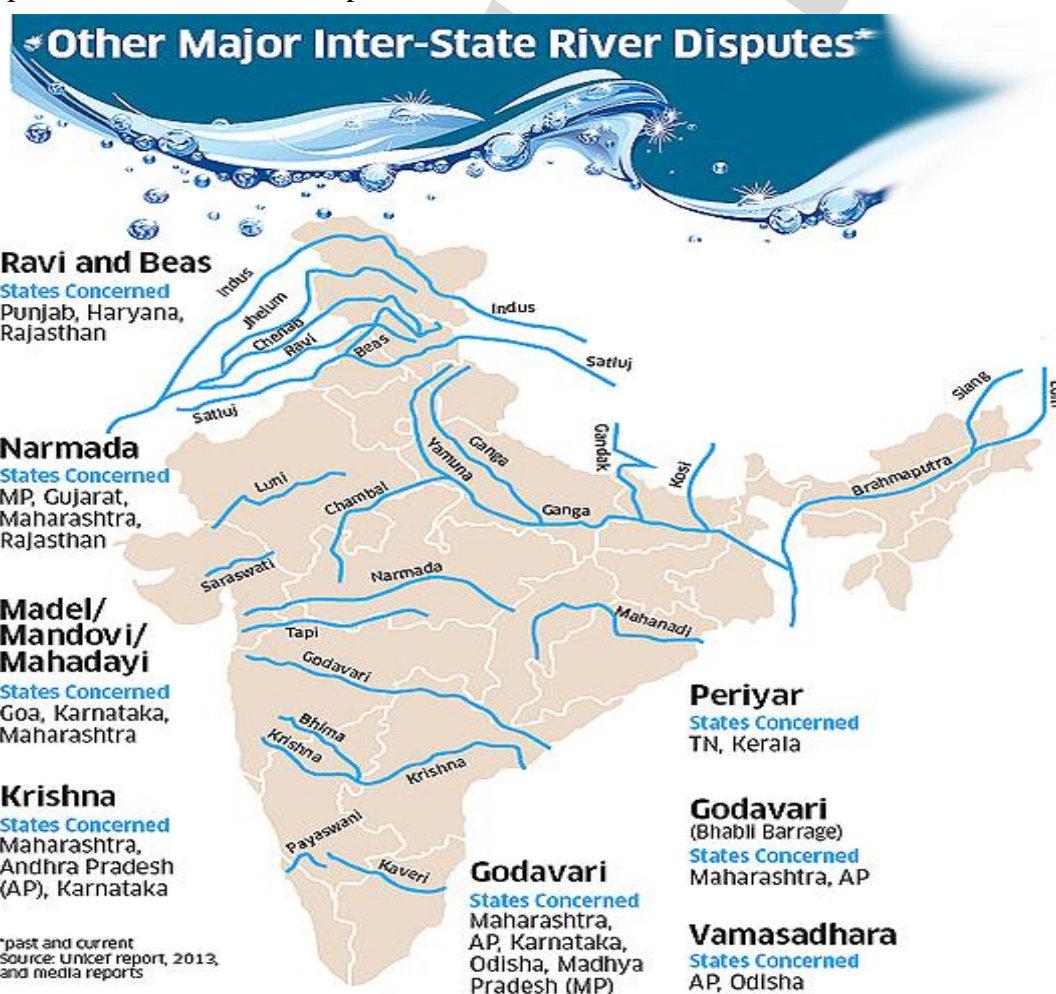 *Other Major Inter-State River Disputes*
Ravi and Beas
States Concerned
Punjab, Haryana,
Rajasthan
Narmada
States Concerned
MP, Gujarat,
Maharashtra,
Rajasthan
Madel/
Mandovi/
Mahadayi
States Concerned
Goa, Karnataka,
Maharashtra
Krishna
States Concerned
Maharashtra,
Andhra Pradesh
(AP), Karnataka
*past and current
Source: Unicef report, 2013,
and media reports
Indus
Jhelum
Chenab
Ravi
Beas
Satluj
Indus
Satluj
Luni
Chambal
Yamuna
Ganga
Ganga
Gandak
Kosi
Siang
Brahmaputra
Saraswati
Narmada
Tapi
Mahanadi
Godavari
Bhima
Krishna
Krishna
Payaswani
Kaveri
Godavari
States Concerned
Maharashtra,
AP, Karnataka,
Odisha, Madhya
Pradesh (MP)
Periyar
States Concerned
TN, Kerala
Godavari
(Bhabli Barrage)
States Concerned
Maharashtra, AP
Vamasadhara
States Concerned
AP, Odisha